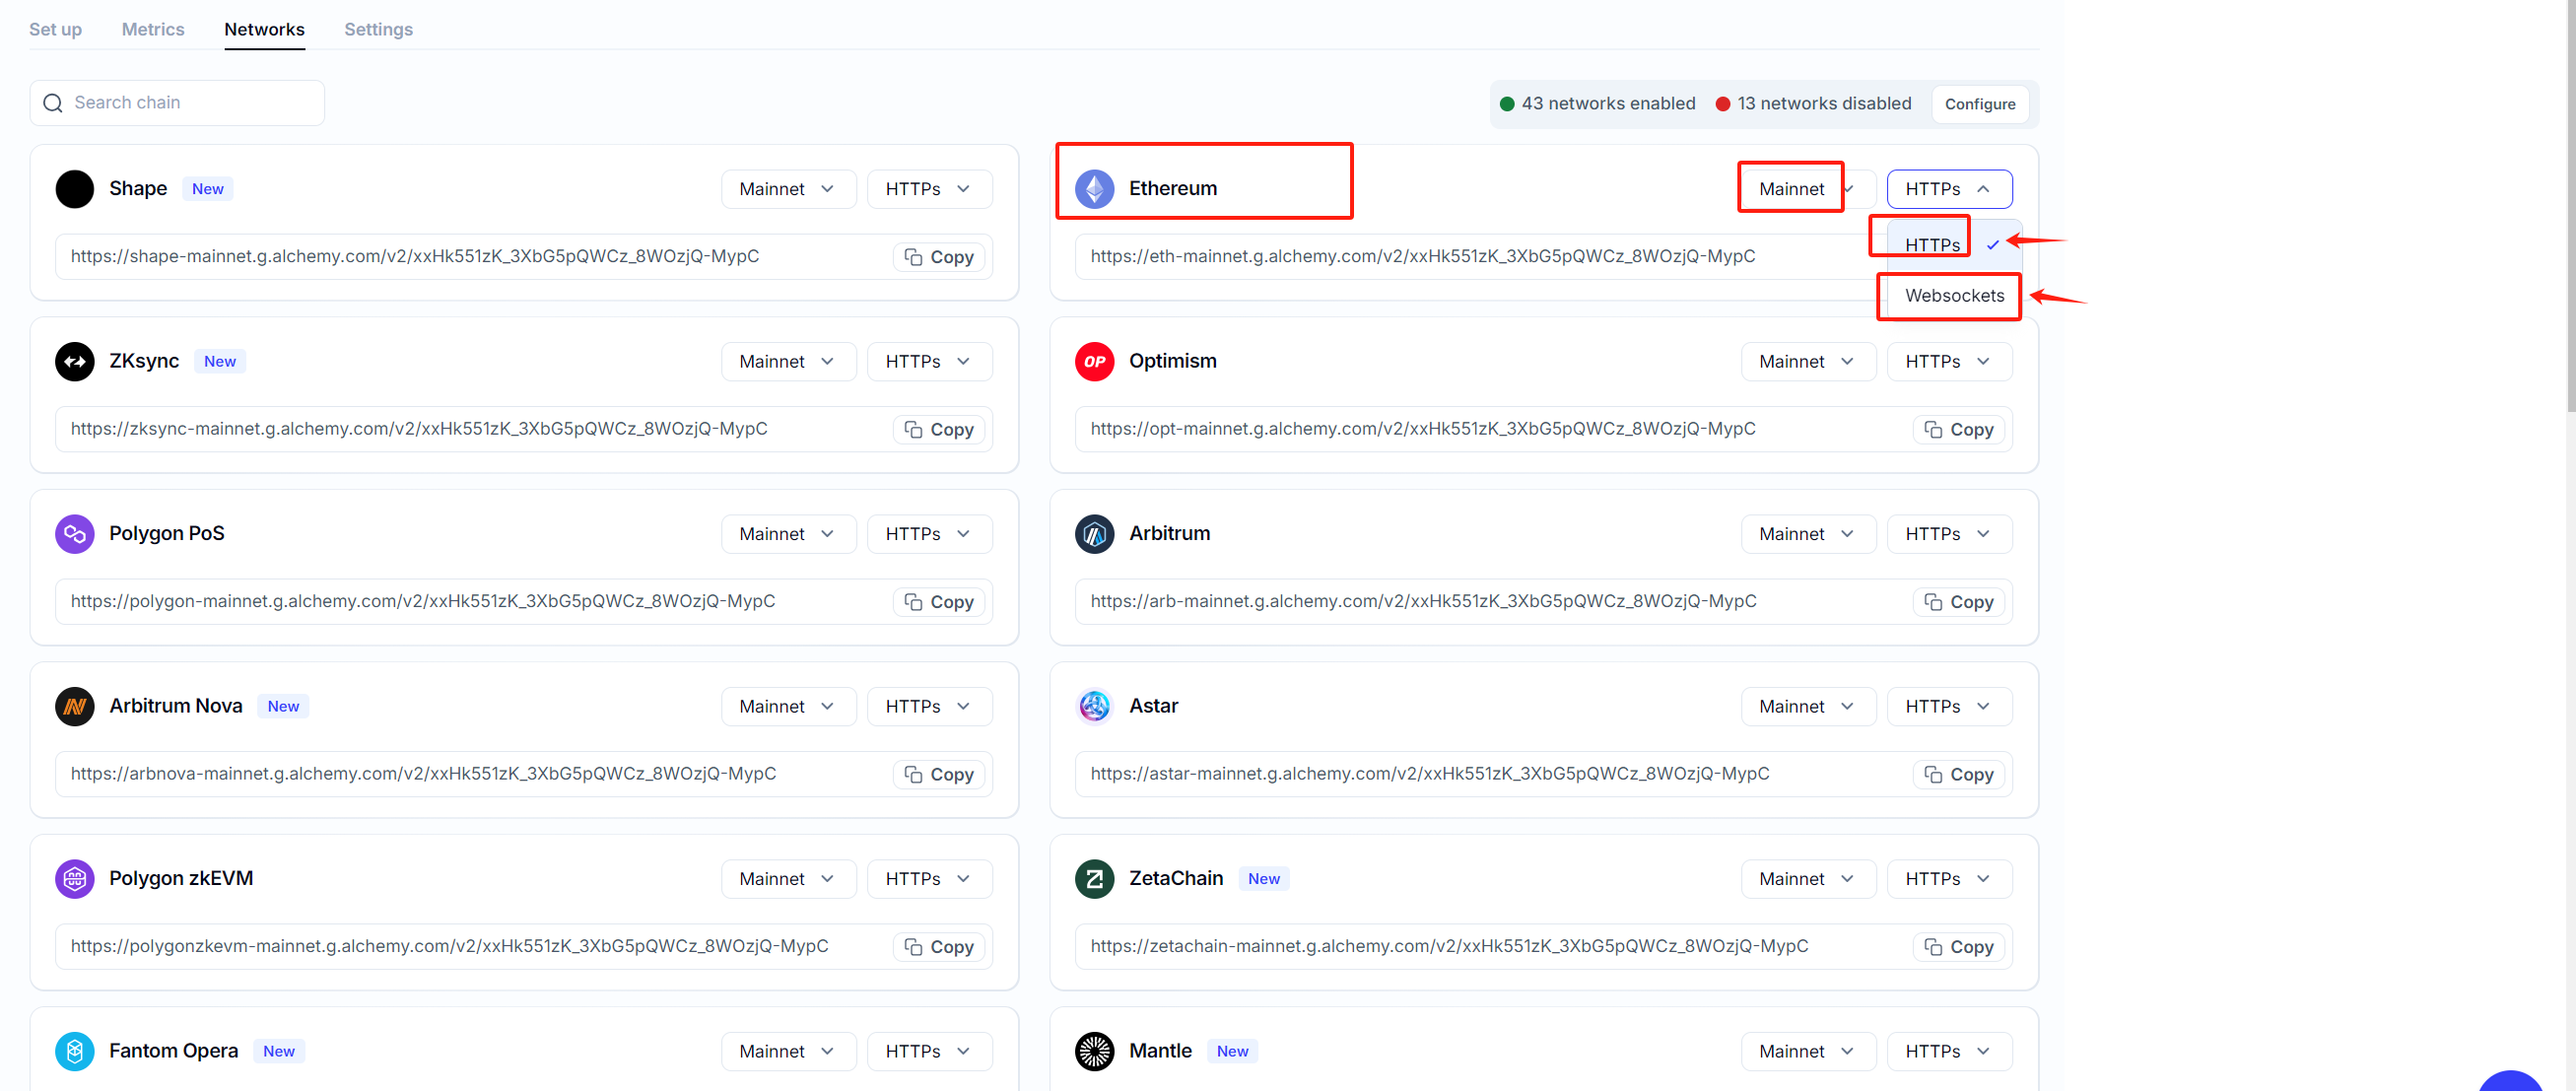 Set up Metrics Networks Settings
Search chain
43 networks enabled 13 networks disabled Configure
Shape New Mainnet HTTPs
https://shape-mainnet.g.alchemy.com/v2/xxHk551zK_3XbG5pQWCz_8WOzjQ-MypC Copy
Ethereum Mainnet HTTPs
https://eth-mainnet.g.alchemy.com/v2/xxHk551zK_3XbG5pQWCz_8WOzjQ-MypC
HTTPs
Websockets
ZKsync New Mainnet HTTPs
https://zksync-mainnet.g.alchemy.com/v2/xxHk551zK_3XbG5pQWCz_8WOzjQ-MypC Copy
Optimism Mainnet HTTPs
OP
https://opt-mainnet.g.alchemy.com/v2/xxHk551zK_3XbG5pQWCz_8WOzjQ-MypC Copy
Polygon PoS Mainnet HTTPs
https://polygon-mainnet.g.alchemy.com/v2/xxHk551zK_3XbG5pQWCz_8WOzjQ-MypC Copy
Arbitrum Mainnet HTTPs
https://arb-mainnet.g.alchemy.com/v2/xxHk551zK_3XbG5pQWCz_8WOzjQ-MypC Copy
Arbitrum Nova New Mainnet HTTPs
https://arbnova-mainnet.g.alchemy.com/v2/xxHk551zK_3XbG5pQWCz_8WOzjQ-MypC Copy
Astar Mainnet HTTPs
https://astar-mainnet.g.alchemy.com/v2/xxHk551zK_3XbG5pQWCz_8WOzjQ-MypC Copy
Polygon zkEVM Mainnet HTTPs
https://polygonzkevm-mainnet.g.alchemy.com/v2/xxHk551zK_3XbG5pQWCz_8WOzjQ-MypC Copy
ZetaChain New Mainnet HTTPs
https://zetachain-mainnet.g.alchemy.com/v2/xxHk551zK_3XbG5pQWCz_8WOzjQ-MypC Copy
Fantom Opera New Mainnet HTTPs
Mantle New Mainnet HTTPs